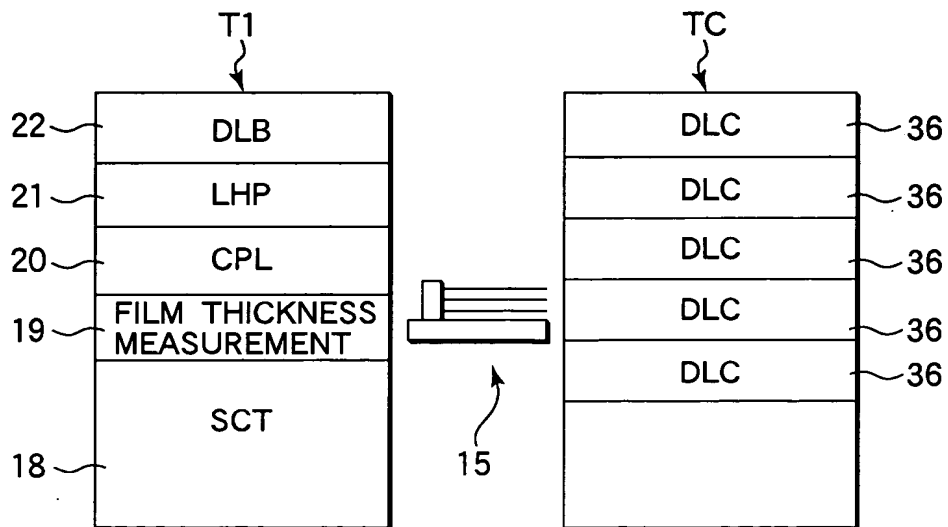 T1
TC
22
DLB
DLC
36
21
LHP
DLC
36
20
CPL
DLC
36
19
FILM THICKNESS
MEASUREMENT
DLC
36
DLC
36
SCT
15
18